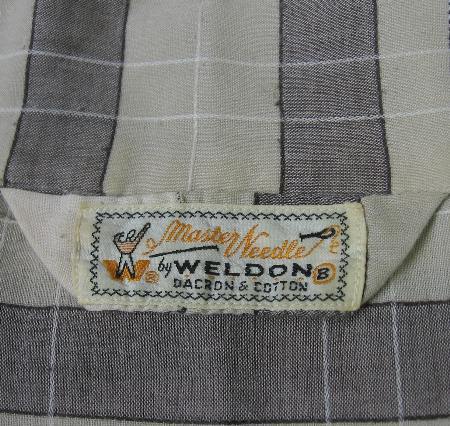 Master Needle
by WELDON B
DACRON & COTTON